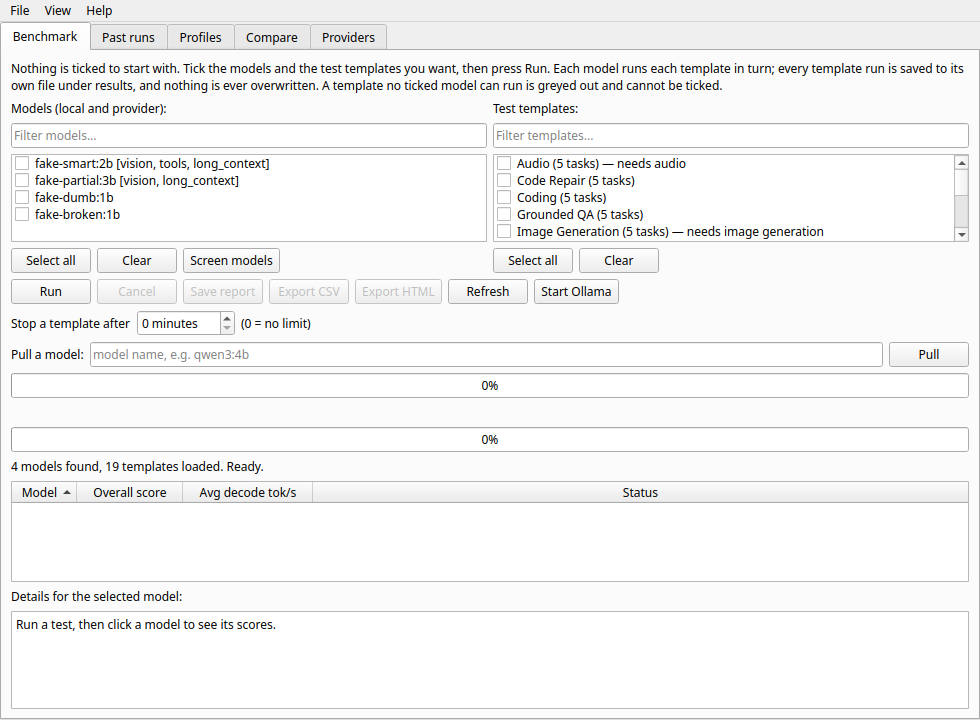 File View Help
Benchmark Past runs Profiles Compare Providers
Nothing is ticked to start with. Tick the models and the test templates you want, then press Run. Each model runs each template in turn; every template run is saved to its
own file under results, and nothing is ever overwritten. A template no ticked model can run is greyed out and cannot be ticked.
Models (local and provider):
Filter models...
fake-smart:2b [vision, tools, long_context]
fake-partial:3b [vision, long_context]
fake-dumb:1b
fake-broken:1b
Select all Clear Screen models
Test templates:
Filter templates...
Audio (5 tasks) — needs audio
Code Repair (5 tasks)
Coding (5 tasks)
Grounded QA (5 tasks)
Image Generation (5 tasks) — needs image generation
Select all Clear
Run Cancel Save report Export CSV Export HTML Refresh Start Ollama
Stop a template after 0 minutes (0 = no limit)
Pull a model: model name, e.g. qwen3:4b Pull
0%
0%
4 models found, 19 templates loaded. Ready.
Model Overall score Avg decode tok/s Status
Details for the selected model:
Run a test, then click a model to see its scores.